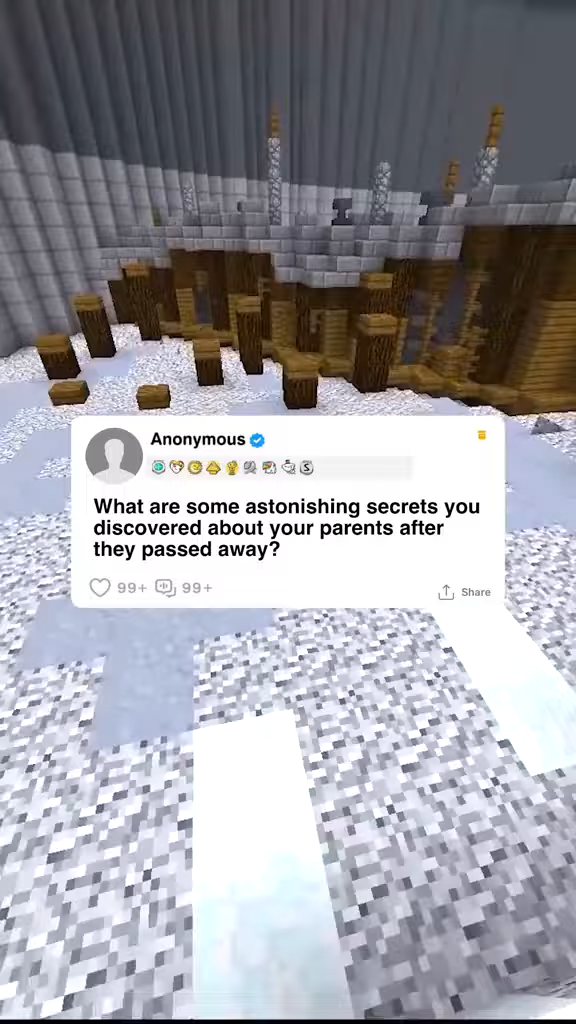 Anonymous
What are some astonishing secrets you
discovered about your parents after
they passed away?
99+ 99+
Share